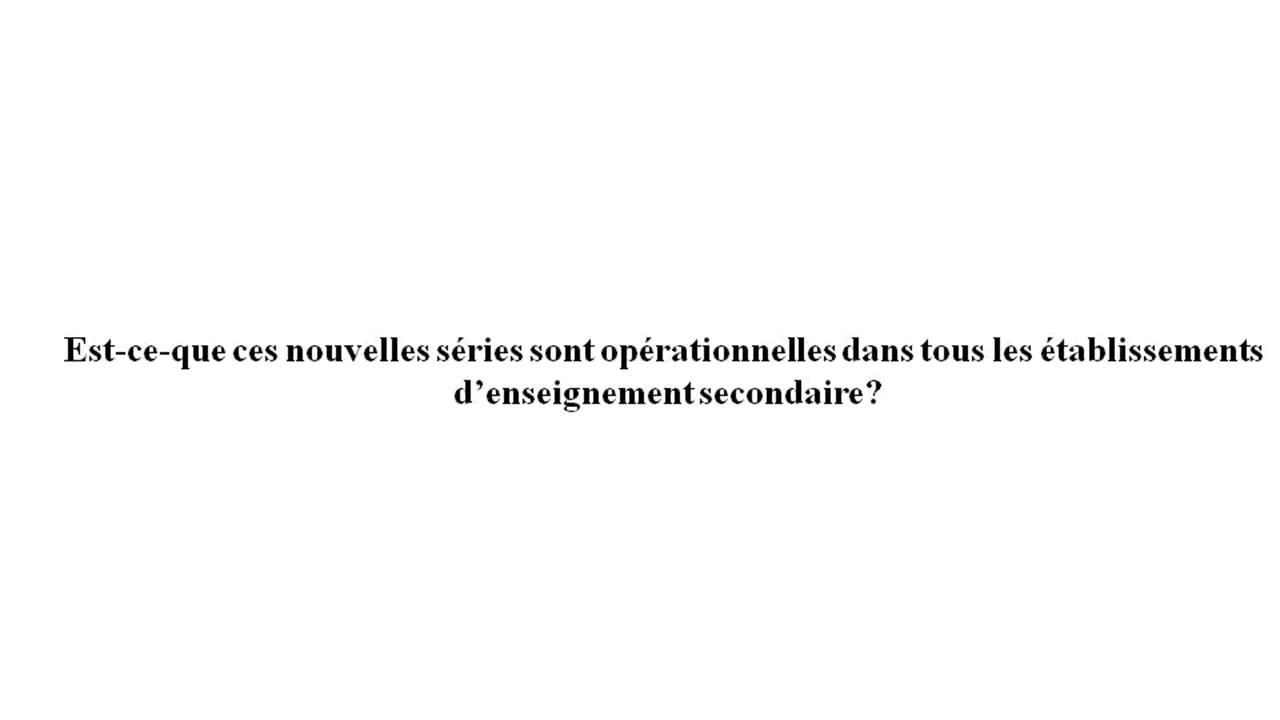 Est-ce-que ces nouvelles séries sont opérationnelles dans tous les établissements
d’enseignement secondaire?